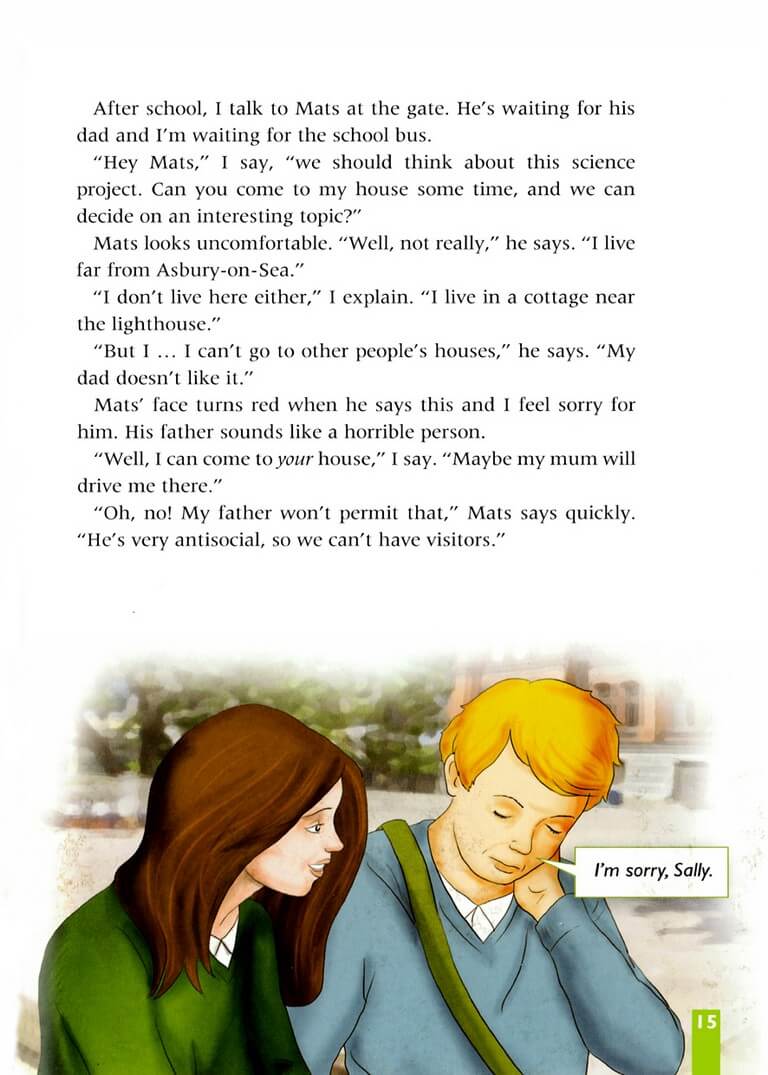 After school, I talk to Mats at the gate. He’s waiting for his
dad and I’m waiting for the school bus.
“Hey Mats,” I say, “we should think about this science
project. Can you come to my house some time, and we can
decide on an interesting topic?”
Mats looks uncomfortable. “Well, not really,” he says. “I live
far from Asbury-on-Sea.”
“I don’t live here either,” I explain. “I live in a cottage near
the lighthouse.”
“But I … I can’t go to other people’s houses,” he says. “My
dad doesn’t like it.”
Mats’ face turns red when he says this and I feel sorry for
him. His father sounds like a horrible person.
“Well, I can come to your house,” I say. “Maybe my mum will
drive me there.”
“Oh, no! My father won’t permit that,” Mats says quickly.
“He’s very antisocial, so we can’t have visitors.”
I’m sorry, Sally.
15